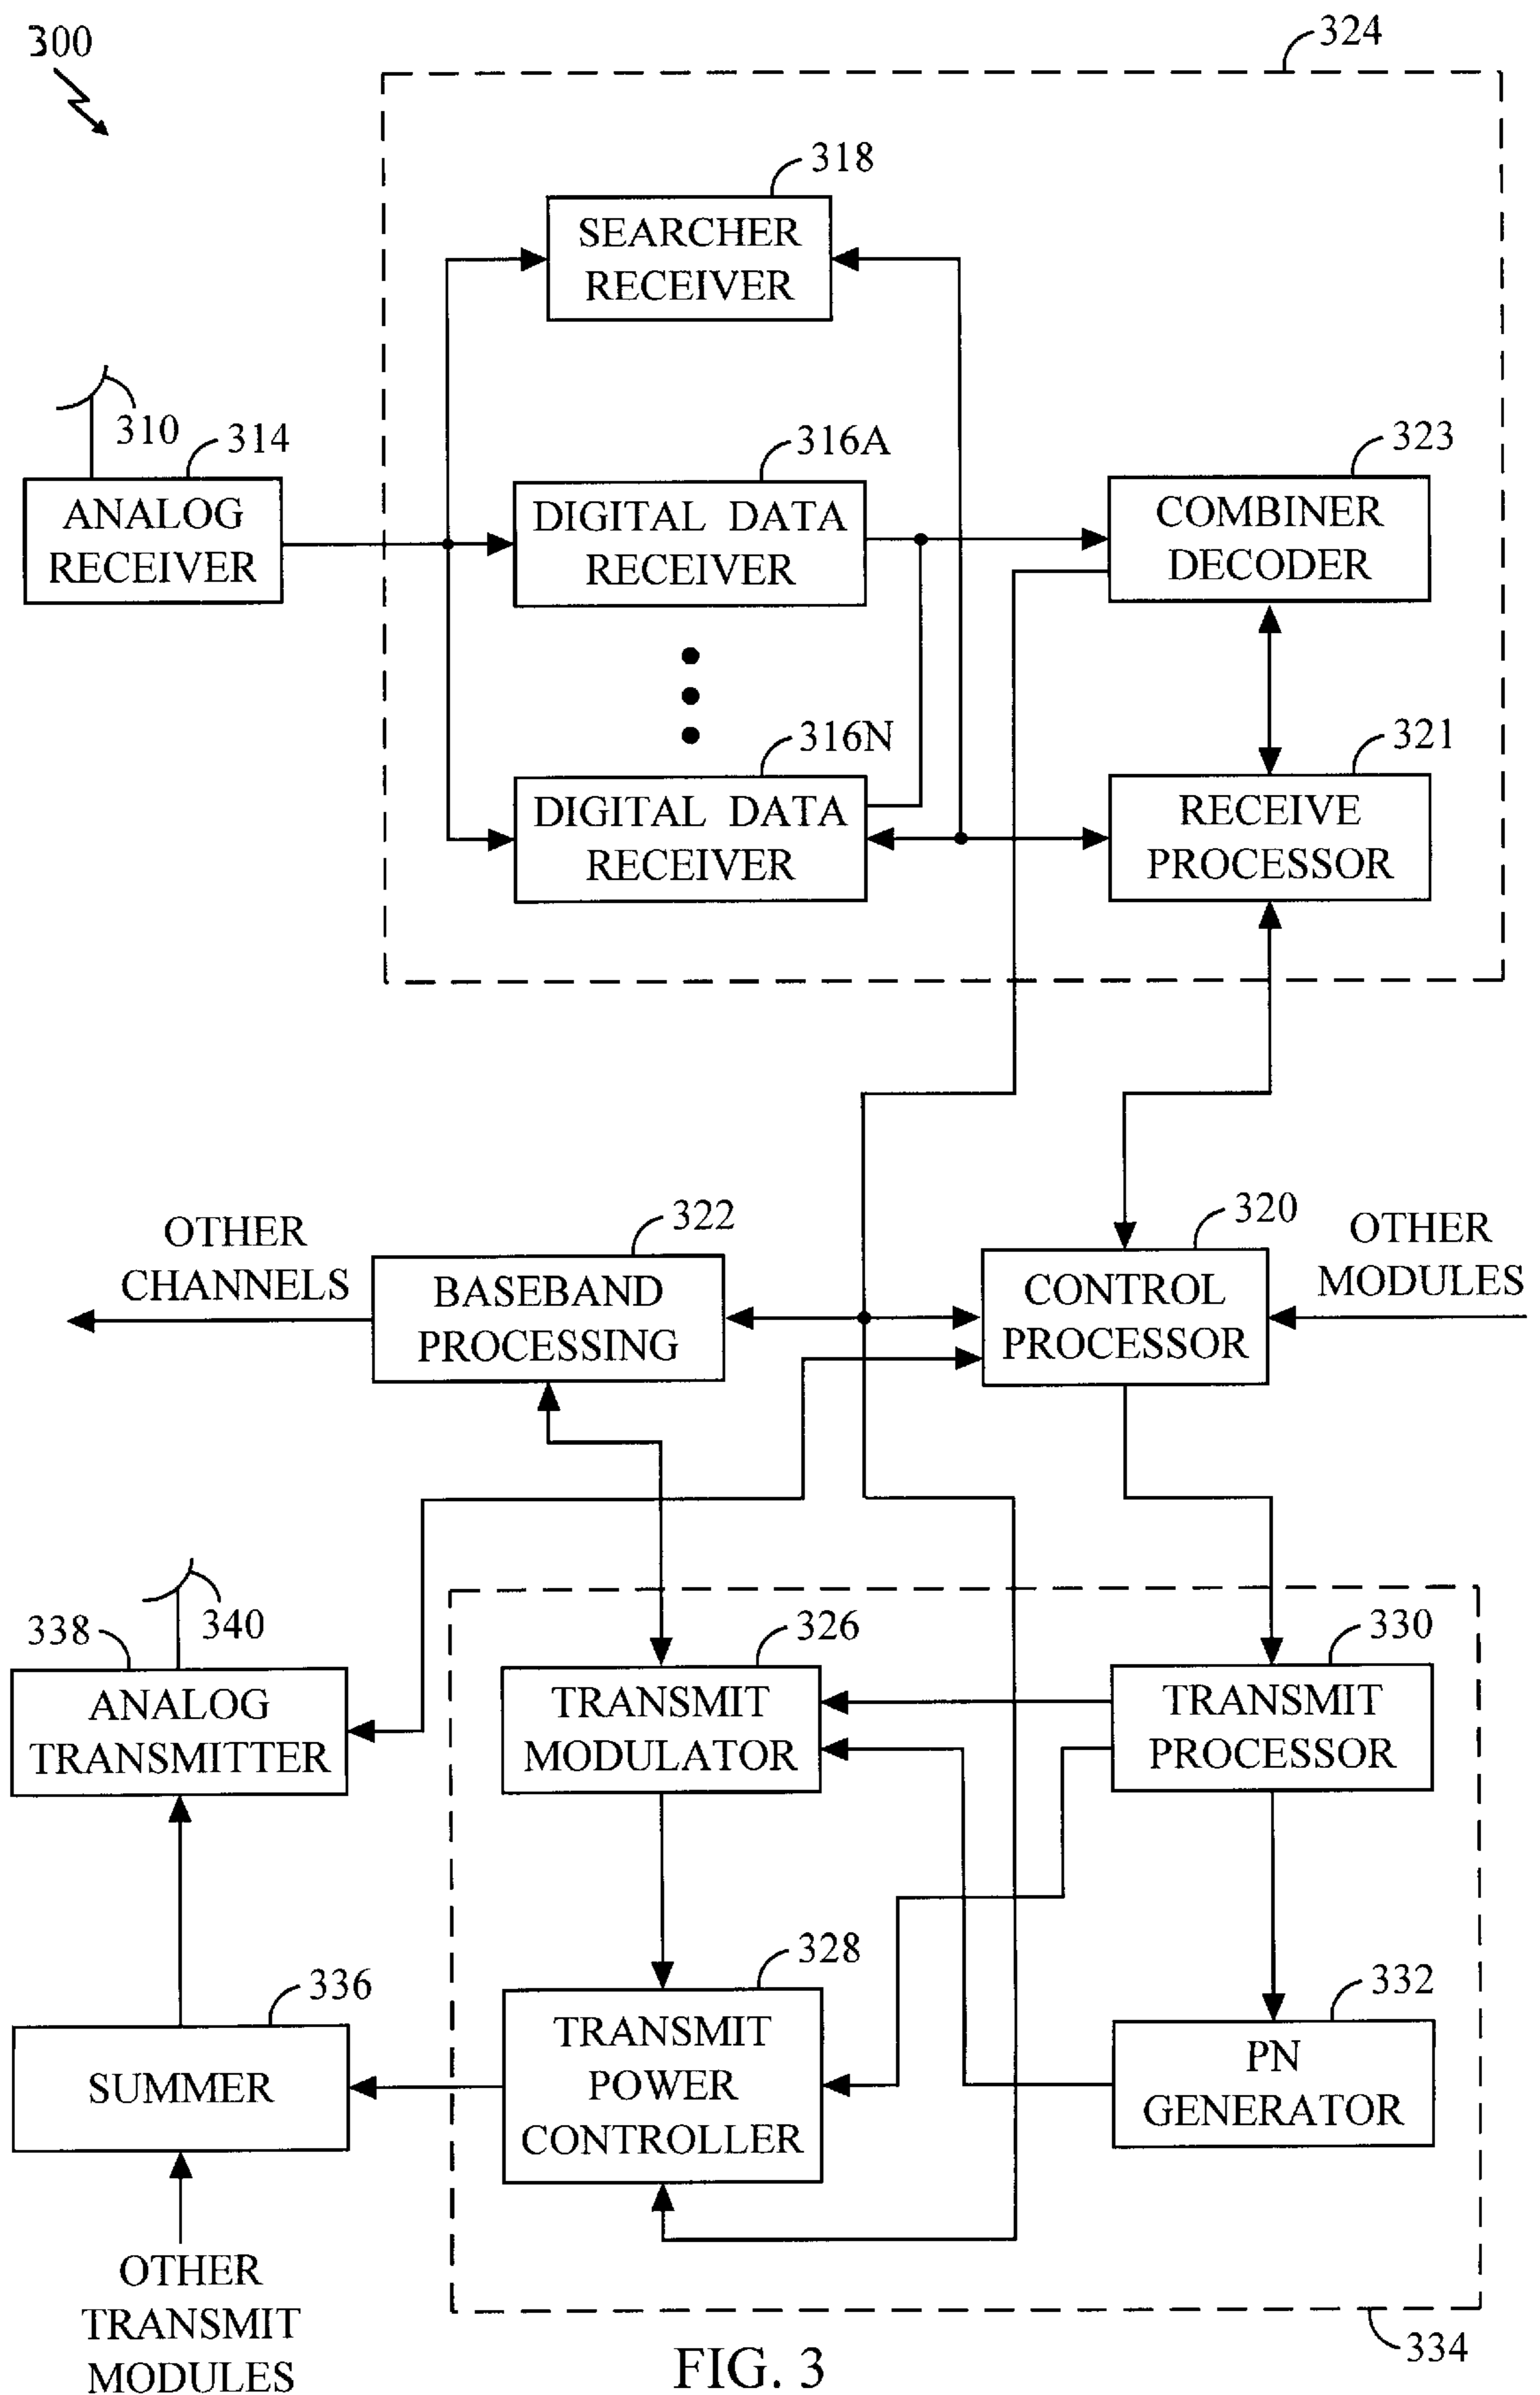 300
324
318
SEARCHER
RECEIVER
310
314
ANALOG
RECEIVER
316A
DIGITAL DATA
RECEIVER
323
COMBINER
DECODER
316N
DIGITAL DATA
RECEIVER
321
RECEIVE
PROCESSOR
OTHER
CHANNELS
322
BASEBAND
PROCESSING
320
CONTROL
PROCESSOR
OTHER
MODULES
338
340
ANALOG
TRANSMITTER
326
TRANSMIT
MODULATOR
330
TRANSMIT
PROCESSOR
336
SUMMER
328
TRANSMIT
POWER
CONTROLLER
332
PN
GENERATOR
OTHER
TRANSMIT
MODULES
334
FIG. 3